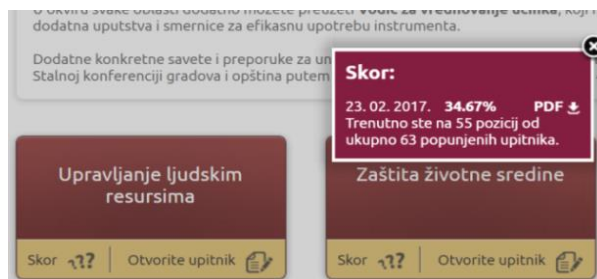 U okviru svake oblasti dodatno možete preuzeti Vodič za vrednovanje učinka, koji
dodatna uputstva i smernice za efikasnu upotrebu instrumenta.
Dodatne konkretne savete i preporuke za un
Stalnoj konferenciji gradova i opština putem
Skor:
23. 02. 2017. 34.67% PDF
Trenutno ste na 55 pozicij od
ukupno 63 popunjenih upitnika.
Upravljanje ljudskim
resursima
Zaštita životne sredine
Skor ??? Otvorite upitnik
Skor ??? Otvorite upitnik